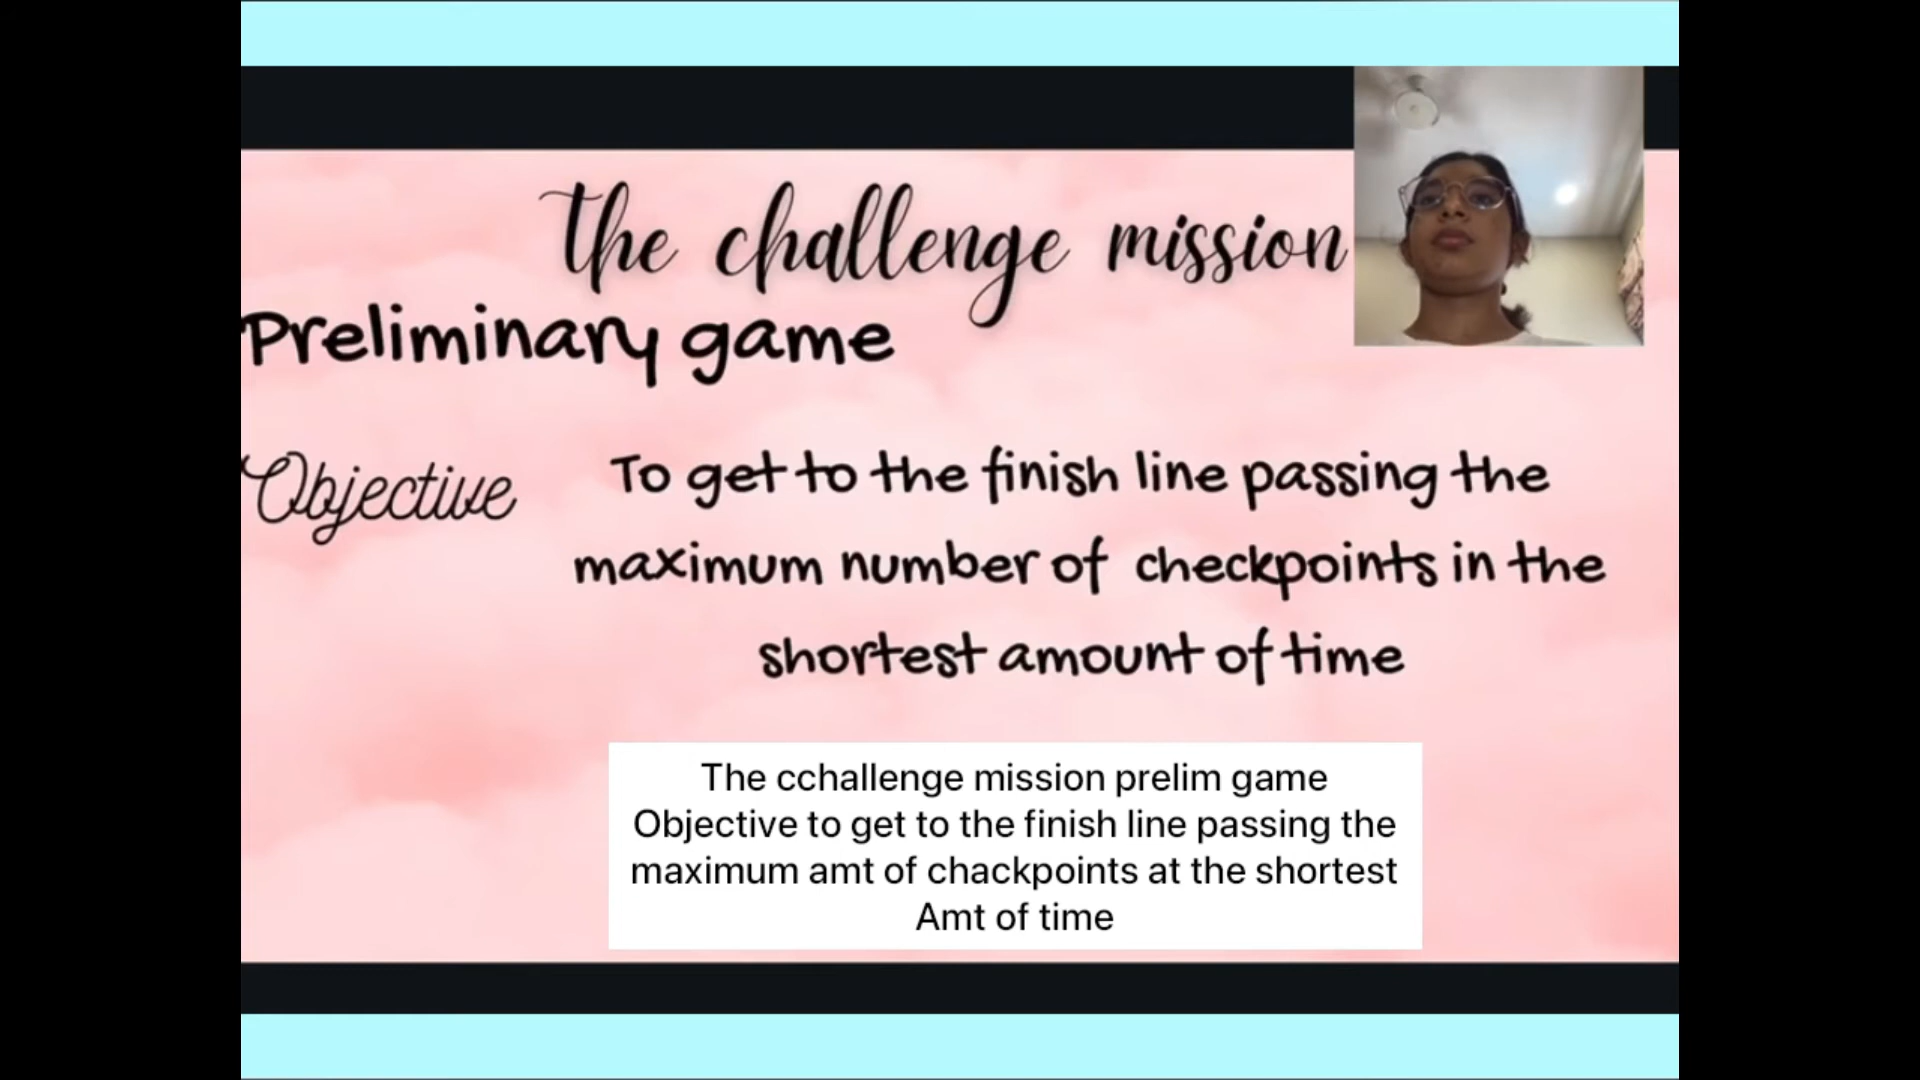 The challenge mission
Preliminary game
Objective
To get to the finish line passing the
maximum number of checkpoints in the
shortest amount of time
The cchallenge mission prelim game
Objective to get to the finish line passing the
maximum amt of chackpoints at the shortest
Amt of time